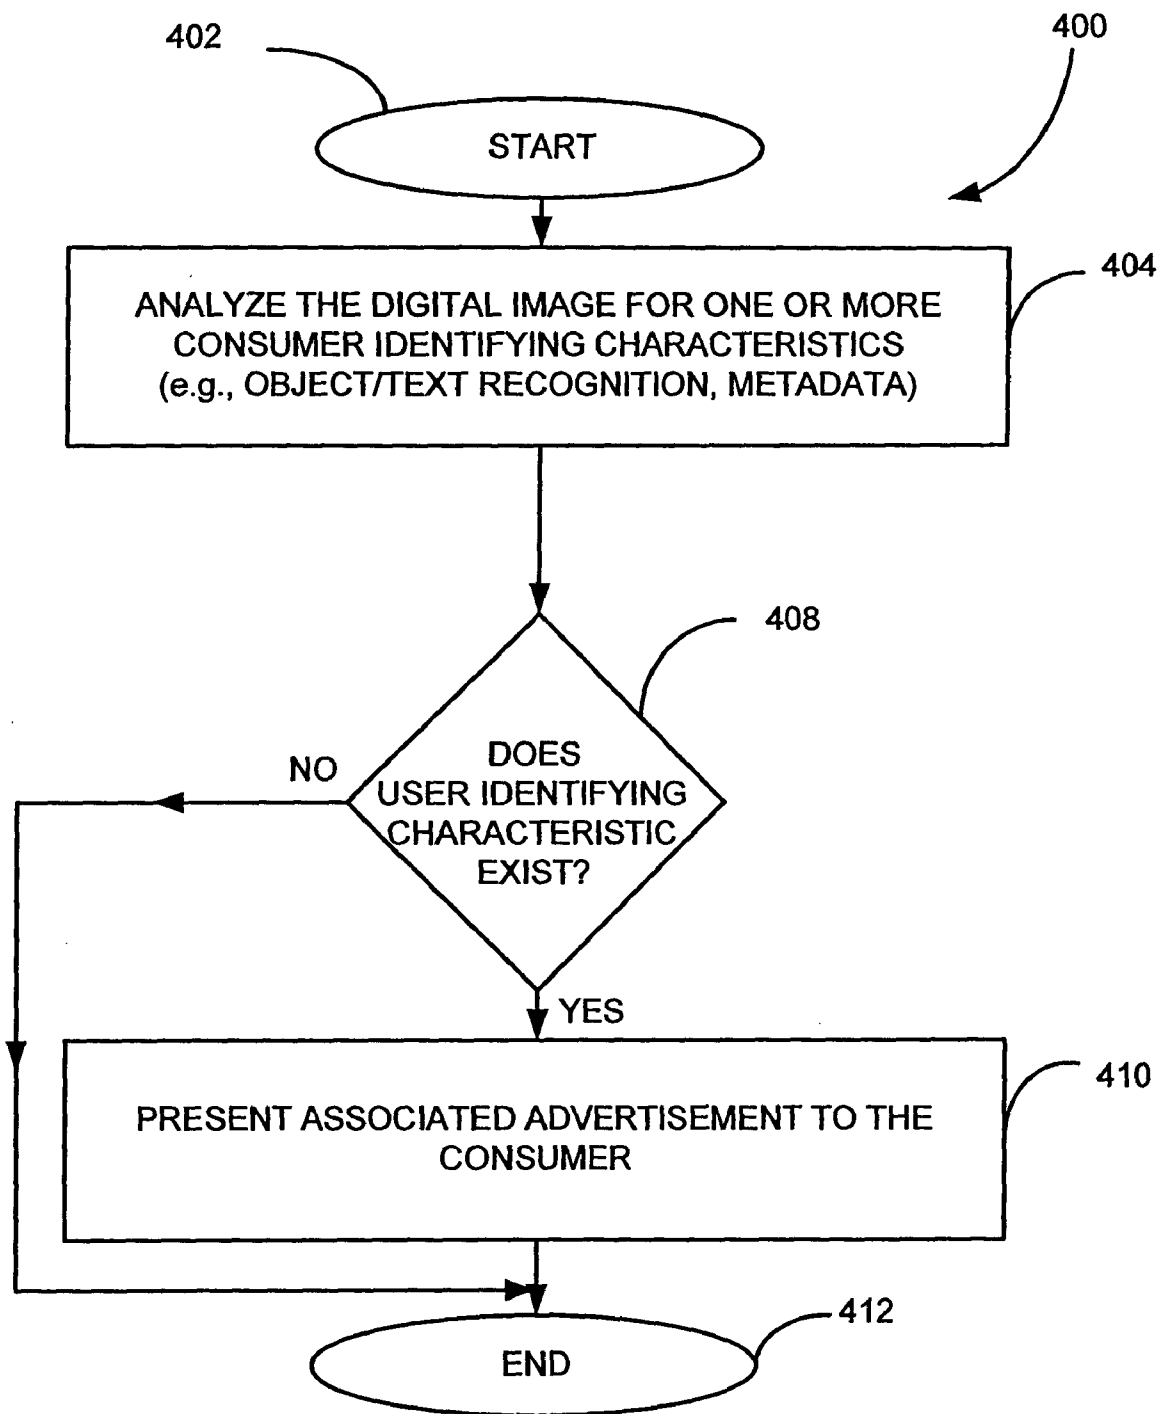 402
400
START
404
ANALYZE THE DIGITAL IMAGE FOR ONE OR MORE
CONSUMER IDENTIFYING CHARACTERISTICS
(e.g., OBJECT/TEXT RECOGNITION, METADATA)
408
NO
DOES
USER IDENTIFYING
CHARACTERISTIC
EXIST?
YES
410
PRESENT ASSOCIATED ADVERTISEMENT TO THE
CONSUMER
412
END